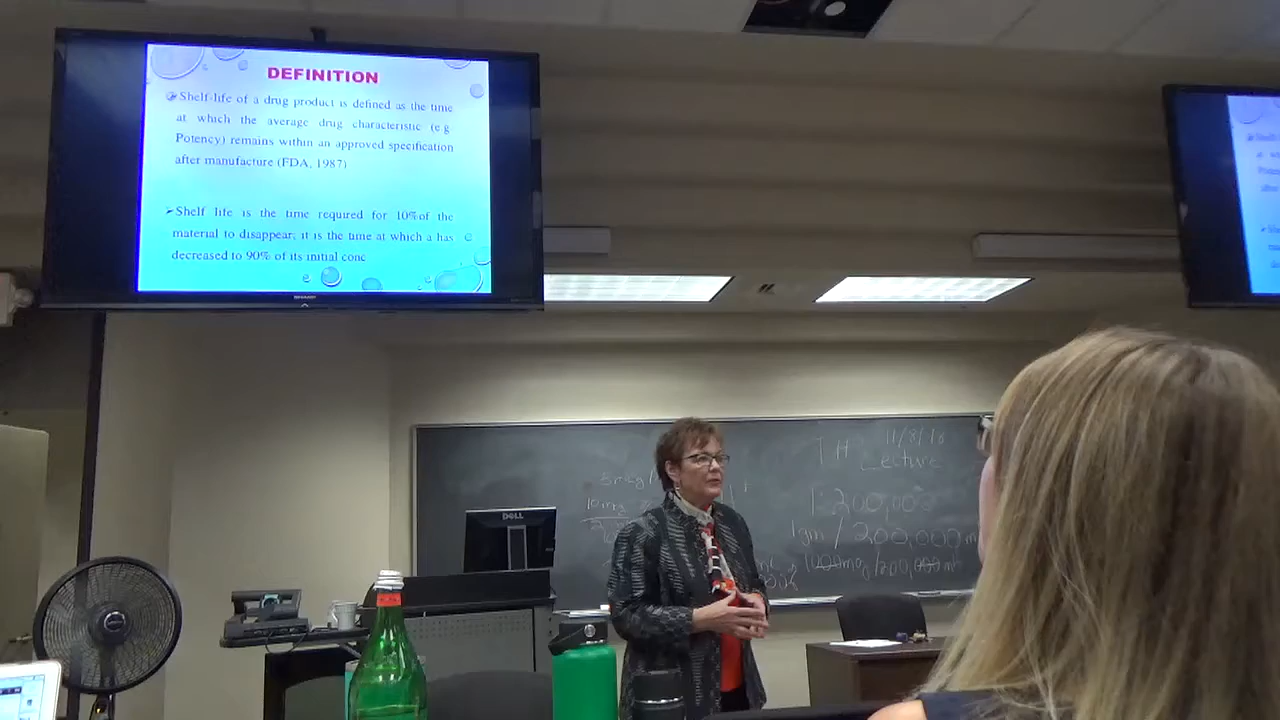 DEFINITION
Shelf-life of a drug product is defined as the time
at which the average drug characteristic (e g
Potency) remains within an approved specification
after manufacture (FDA, 1987)
Shelf life is the time required for 10%of the
material to disappear; it is the time at which a has
decreased to 90% of its initial conc
SHARP
DELL
11/8/18
Lecture
1:200,000
1gm / 200,000 m
1000mg /200,000 ml
5mg/
10mg